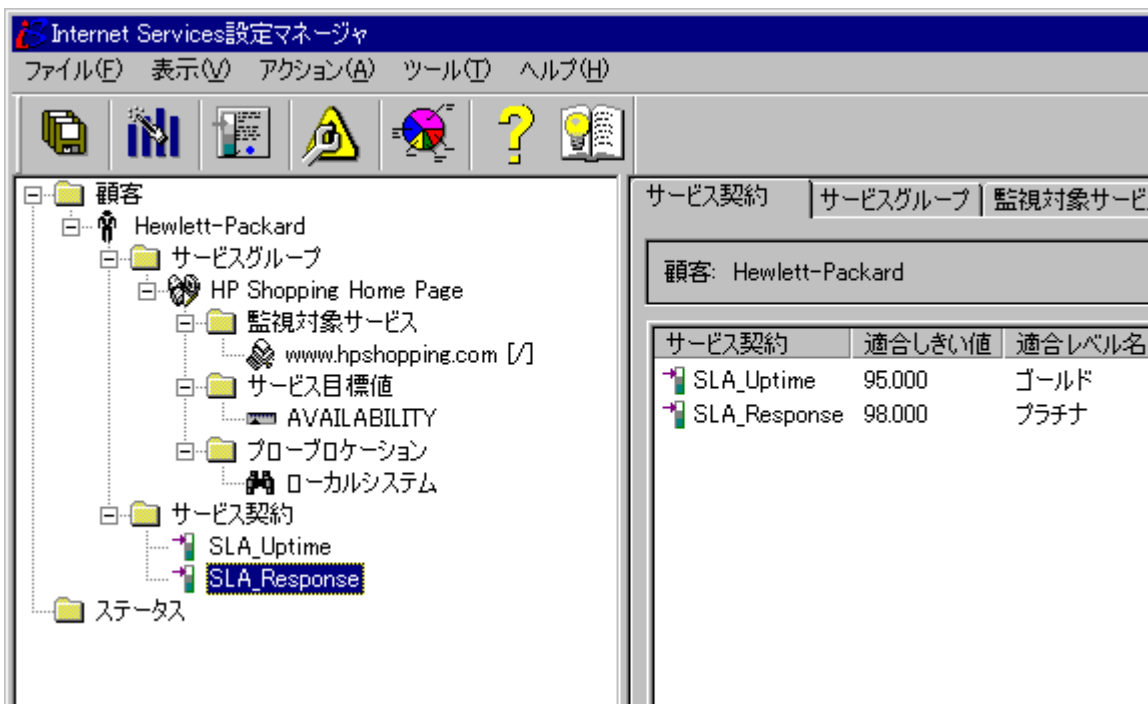 Internet Services設定マネージャ
ファイル(F) 表示(V) アクション(A) ツール(T) ヘルプ(H)
顧客
Hewlett-Packard
サービスグループ
HP Shopping Home Page
監視対象サービス
www.hpshopping.com [/]
サービス目標値
AVAILABILITY
プローブロケーション
ローカルシステム
サービス契約
SLA_Uptime
SLA_Response
ステータス
サービス契約 サービスグループ 監視対象サービ
顧客: Hewlett-Packard
サービス契約 適合しきい値 適合レベル名
SLA_Uptime 95.000 ゴールド
SLA_Response 98.000 プラチナ